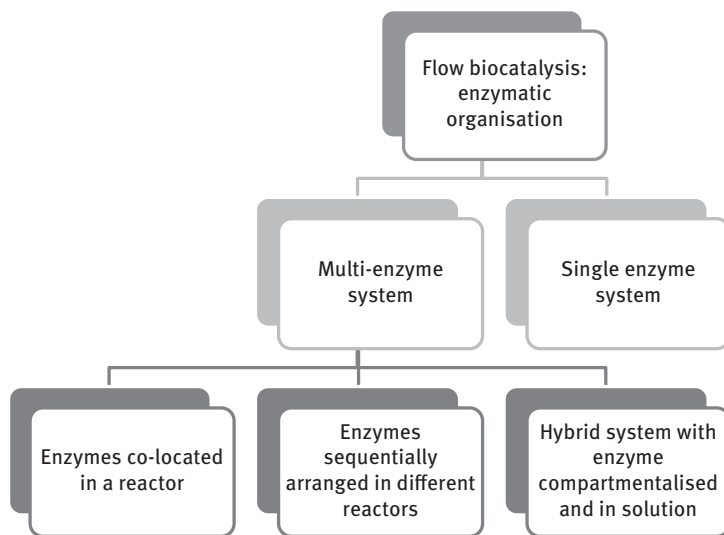 Flow biocatalysis:
enzymatic
organisation
Multi-enzyme
system
Single enzyme
system
Enzymes co-located
in a reactor
Enzymes
sequentially
arranged in different
reactors
Hybrid system with
enzyme
compartmentalised
and in solution